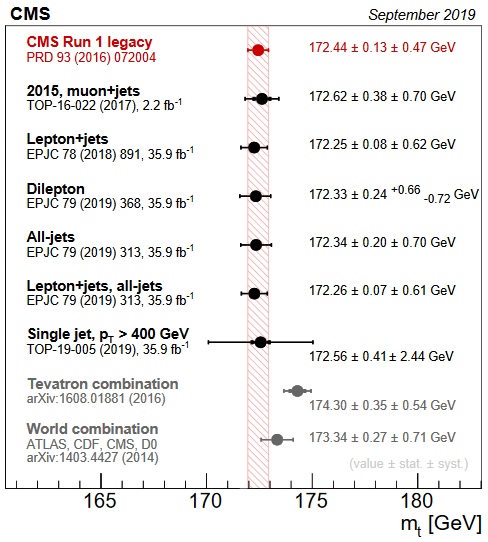 CMS September 2019
CMS Run 1 legacy 172.44 ± 0.13 ± 0.47 GeV
PRD 93 (2016) 072004
2015, muon+jets 172.62 ± 0.38 ± 0.70 GeV
TOP-16-022 (2017), 2.2 fb⁻¹
Lepton+jets 172.25 ± 0.08 ± 0.62 GeV
EPJC 78 (2018) 891, 35.9 fb⁻¹
Dilepton 172.33 ± 0.24 +0.66 -0.72 GeV
EPJC 79 (2019) 368, 35.9 fb⁻¹
All-jets 172.34 ± 0.20 ± 0.70 GeV
EPJC 79 (2019) 313, 35.9 fb⁻¹
Lepton+jets, all-jets 172.26 ± 0.07 ± 0.61 GeV
EPJC 79 (2019) 313, 35.9 fb⁻¹
Single jet, p_T > 400 GeV
TOP-19-005 (2019), 35.9 fb⁻¹ 172.56 ± 0.41 ± 2.44 GeV
Tevatron combination
arXiv:1608.01881 (2016) 174.30 ± 0.35 ± 0.54 GeV
World combination 173.34 ± 0.27 ± 0.71 GeV
ATLAS, CDF, CMS, D0
arXiv:1403.4427 (2014) (value ± stat. ± syst.)
165 170 175 180
m_t [GeV]